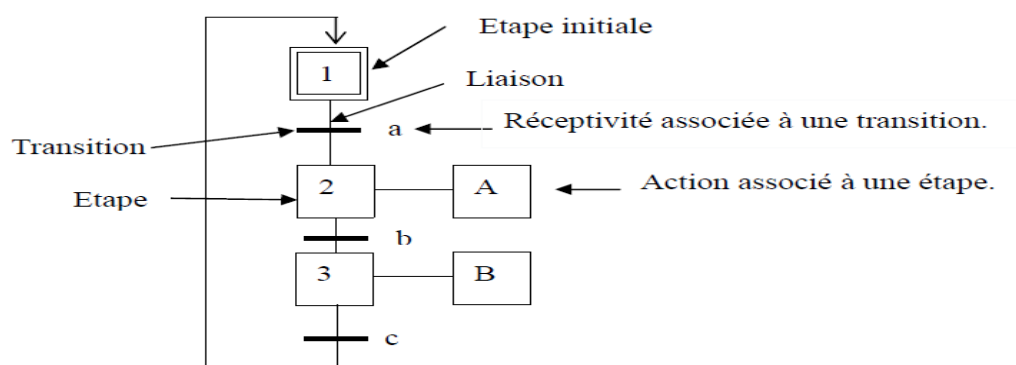 Etape initiale
1
Liaison
a
Réceptivité associée à une transition.
Transition
2
A
Action associé à une étape.
Etape
b
3
B
c